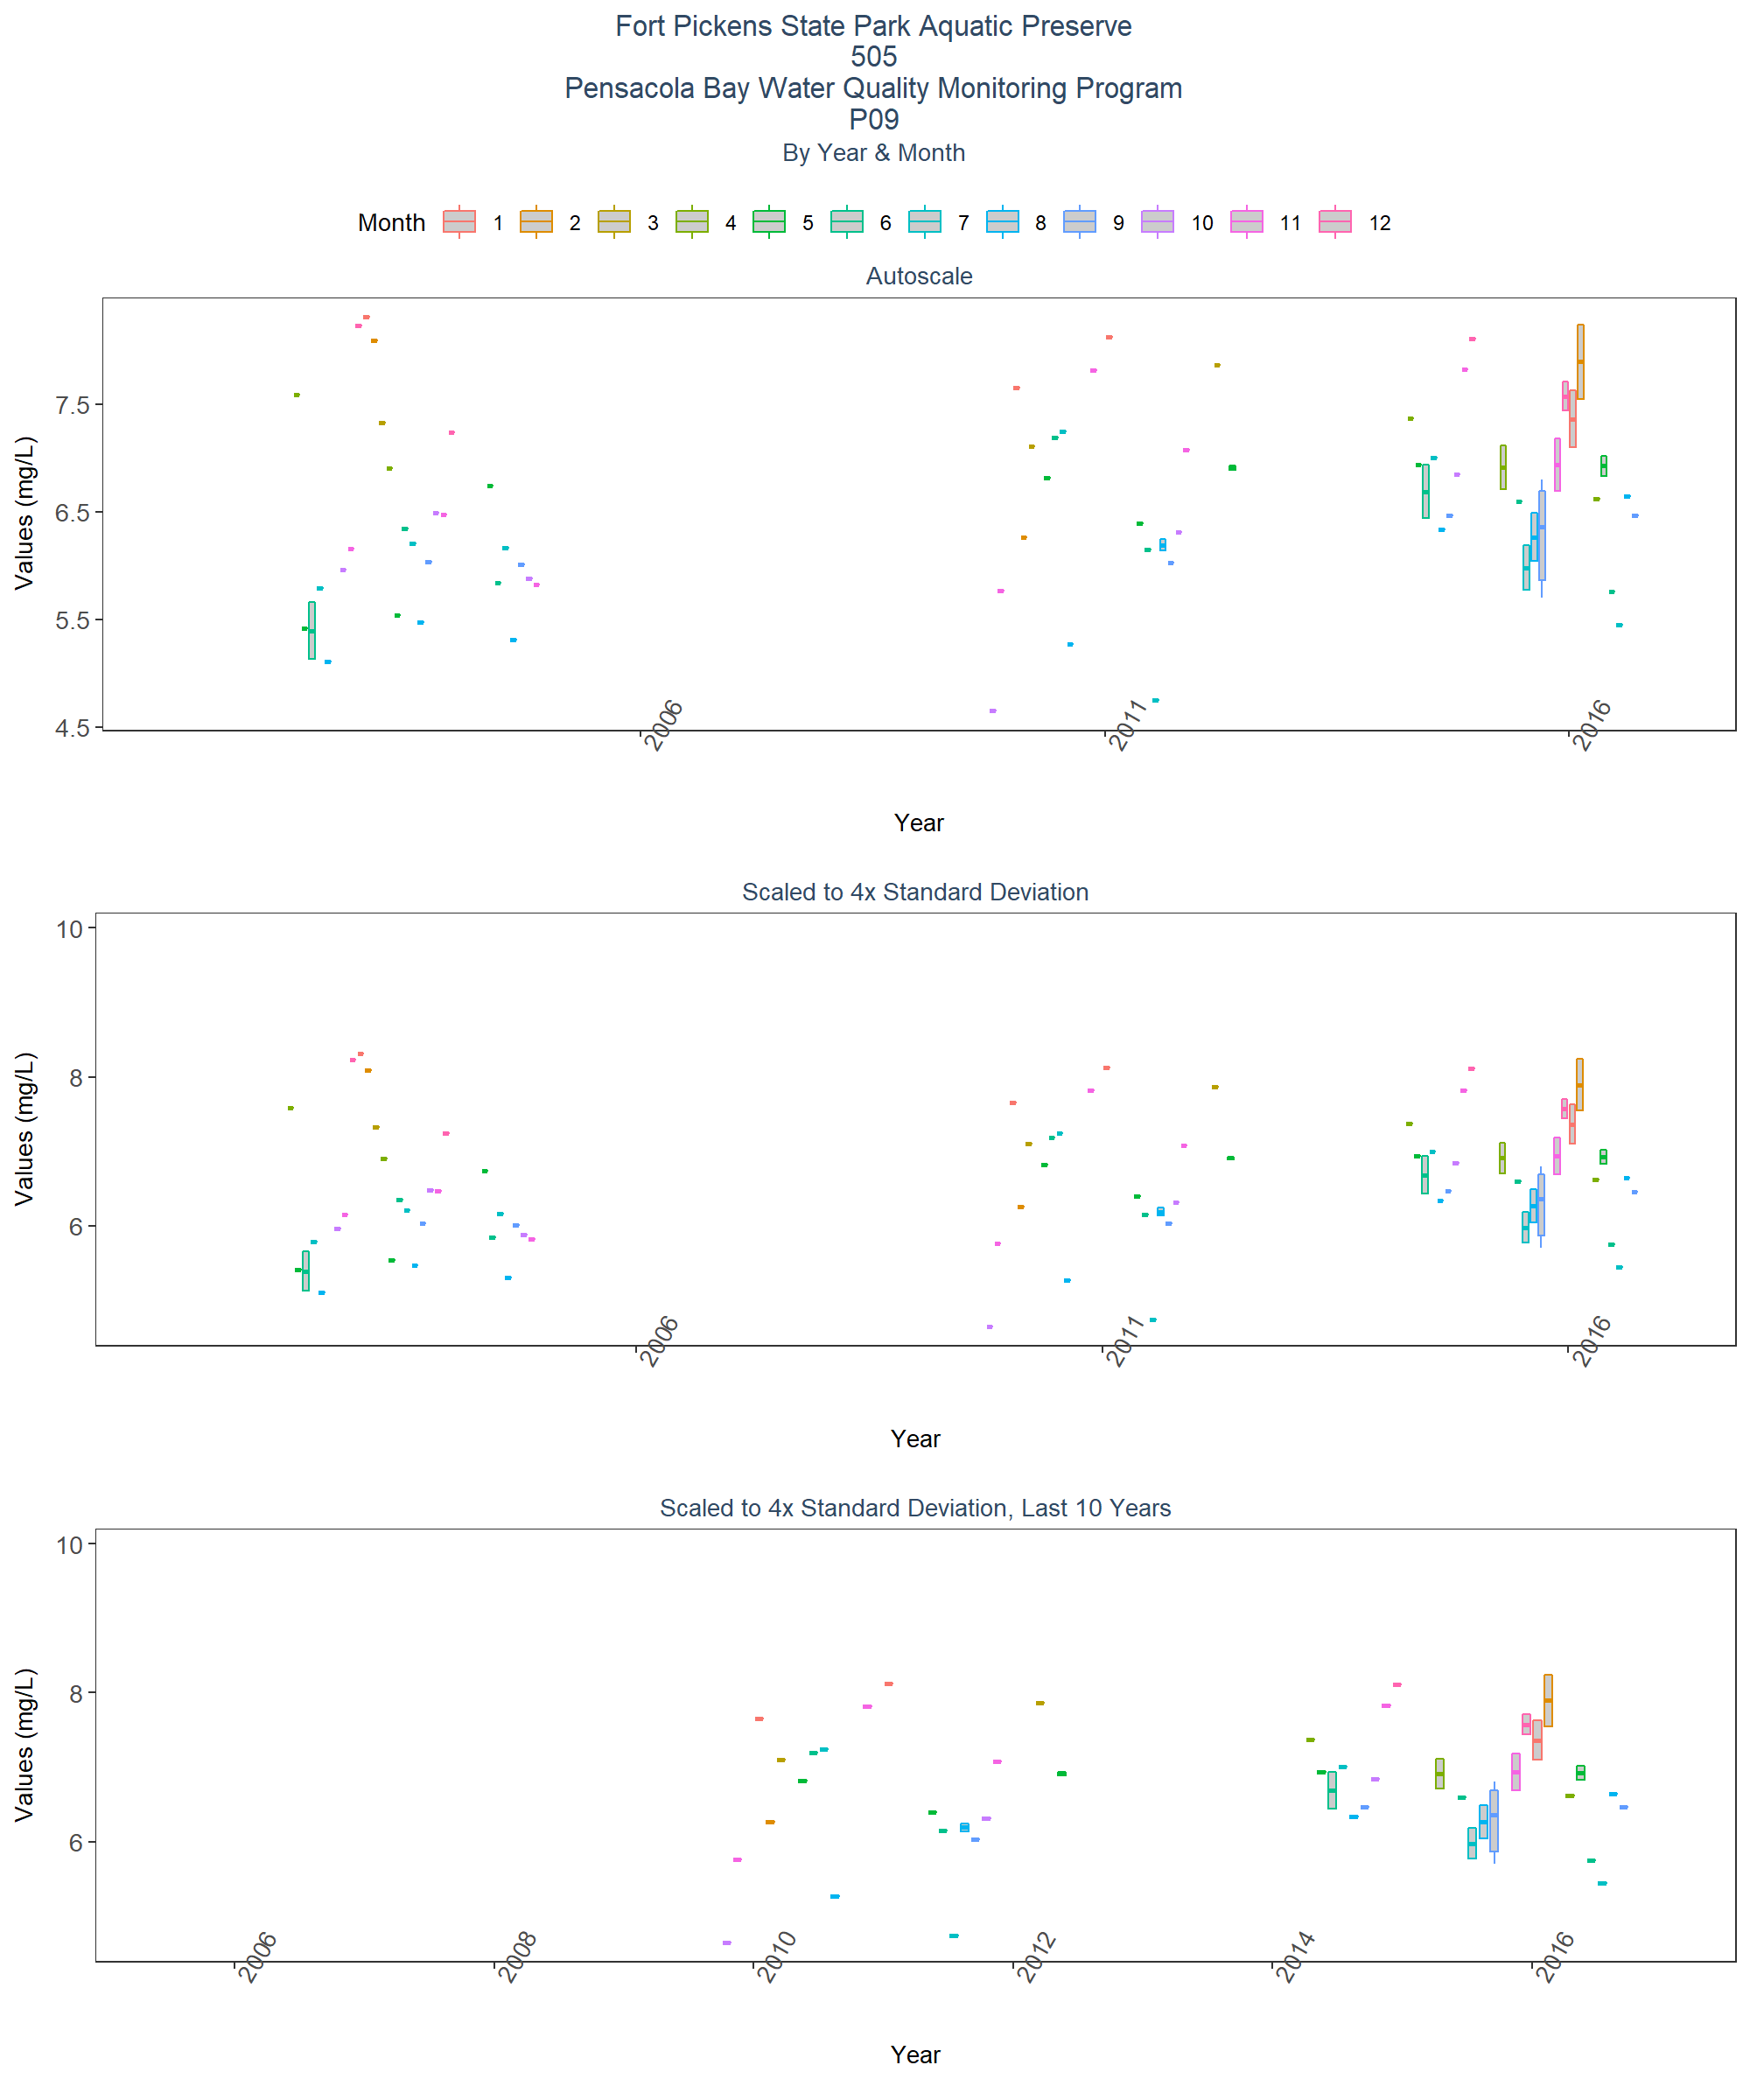 Fort Pickens State Park Aquatic Preserve
505
Pensacola Bay Water Quality Monitoring Program
P09
By Year & Month
Month 1 2 3 4 5 6 7 8 9 10 11 12
Autoscale
Values (mg/L)
7.5
6.5
5.5
4.5
2006 2011 2016
Year
Scaled to 4x Standard Deviation
Values (mg/L)
10
8
6
2006 2011 2016
Year
Scaled to 4x Standard Deviation, Last 10 Years
Values (mg/L)
10
8
6
2006 2008 2010 2012 2014 2016
Year